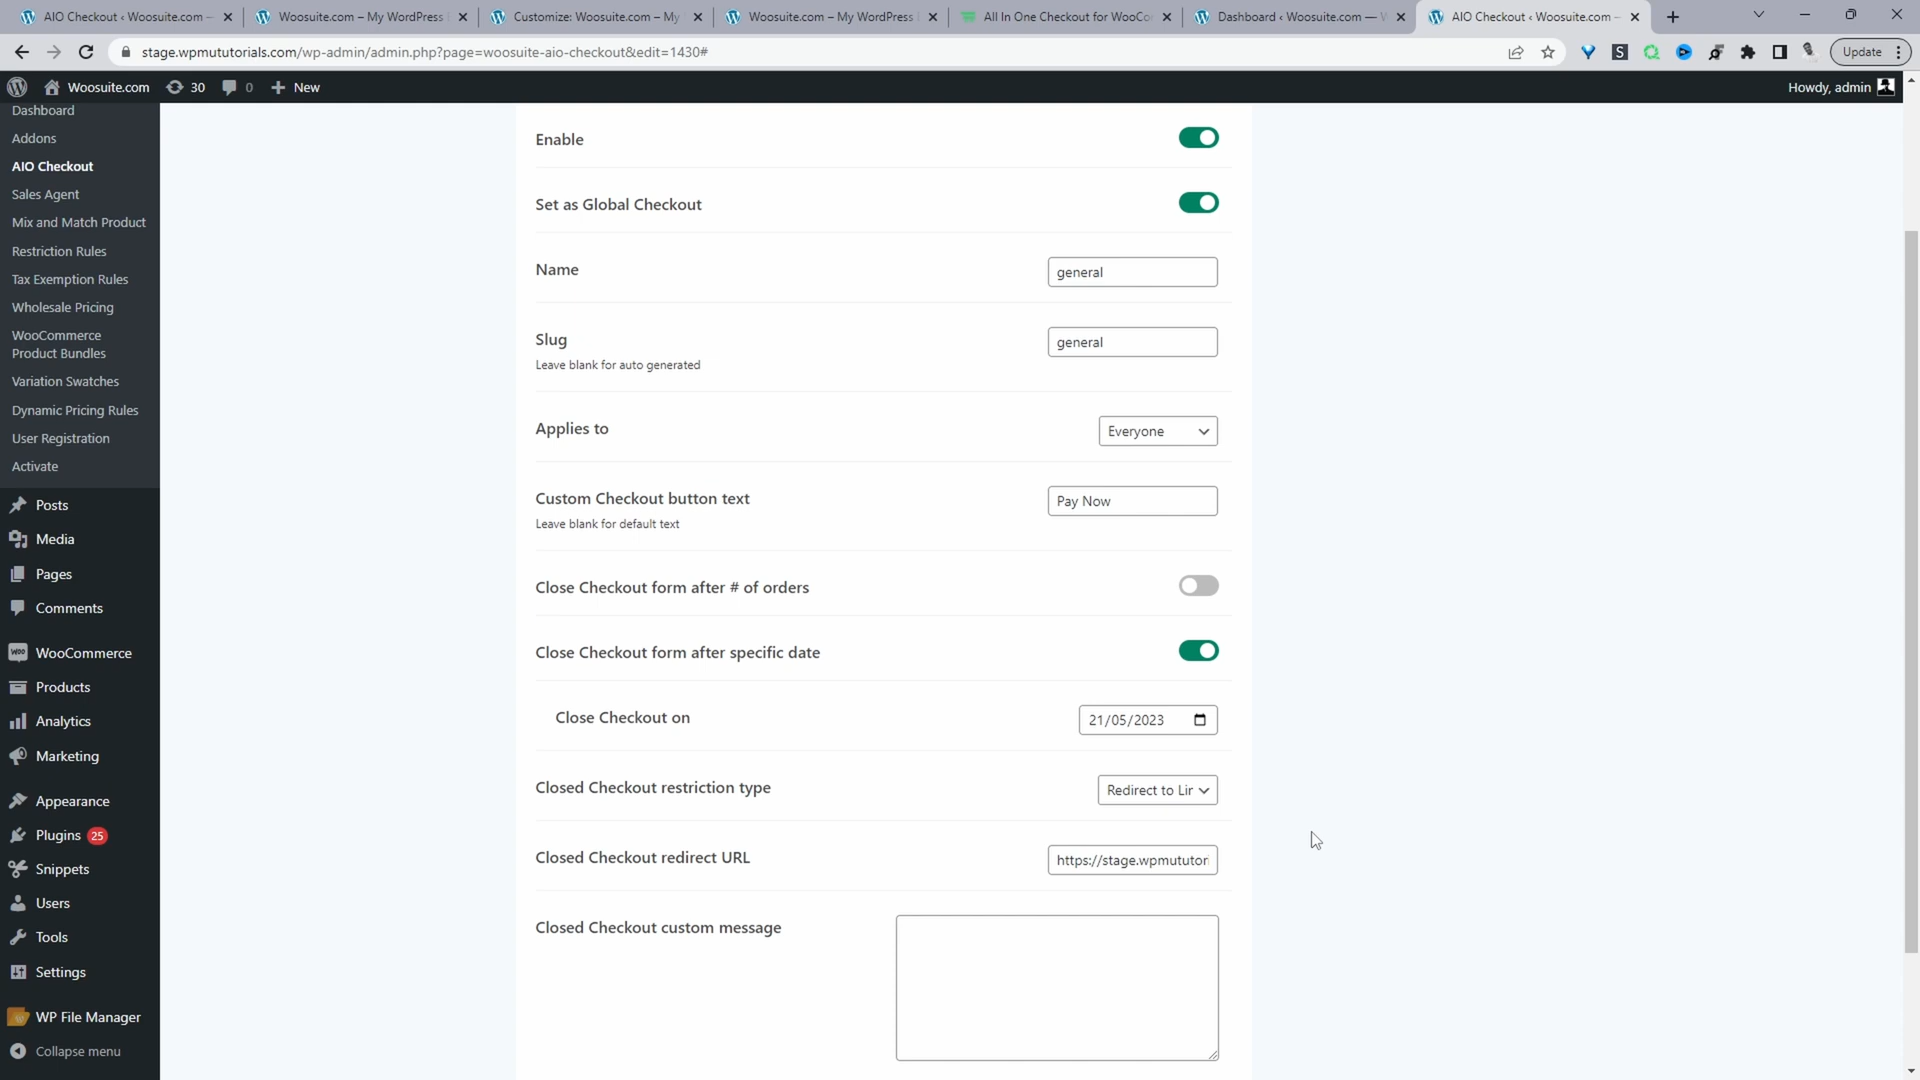 AIO Checkout ‹ Woosuite.com —
Woosuite.com – My WordPress
Customize: Woosuite.com – My
Woosuite.com – My WordPress
All In One Checkout for WooCo
Dashboard ‹ Woosuite.com — W
AIO Checkout ‹ Woosuite.com —
stage.wpmututorials.com/wp-admin/admin.php?page=woosuite-aio-checkout&edit=1430#
Update
Woosuite.com
30
0
New
Howdy, admin
Dashboard
Addons
AIO Checkout
Sales Agent
Mix and Match Product
Restriction Rules
Tax Exemption Rules
Wholesale Pricing
WooCommerce
Product Bundles
Variation Swatches
Dynamic Pricing Rules
User Registration
Activate
Posts
Media
Pages
Comments
WooCommerce
Products
Analytics
Marketing
Appearance
Plugins 25
Snippets
Users
Tools
Settings
WP File Manager
Collapse menu
Enable
Set as Global Checkout
Name
general
Slug
general
Leave blank for auto generated
Applies to
Everyone
Custom Checkout button text
Pay Now
Leave blank for default text
Close Checkout form after # of orders
Close Checkout form after specific date
Close Checkout on
21/05/2023
Closed Checkout restriction type
Redirect to Lir
Closed Checkout redirect URL
https://stage.wpmututori
Closed Checkout custom message